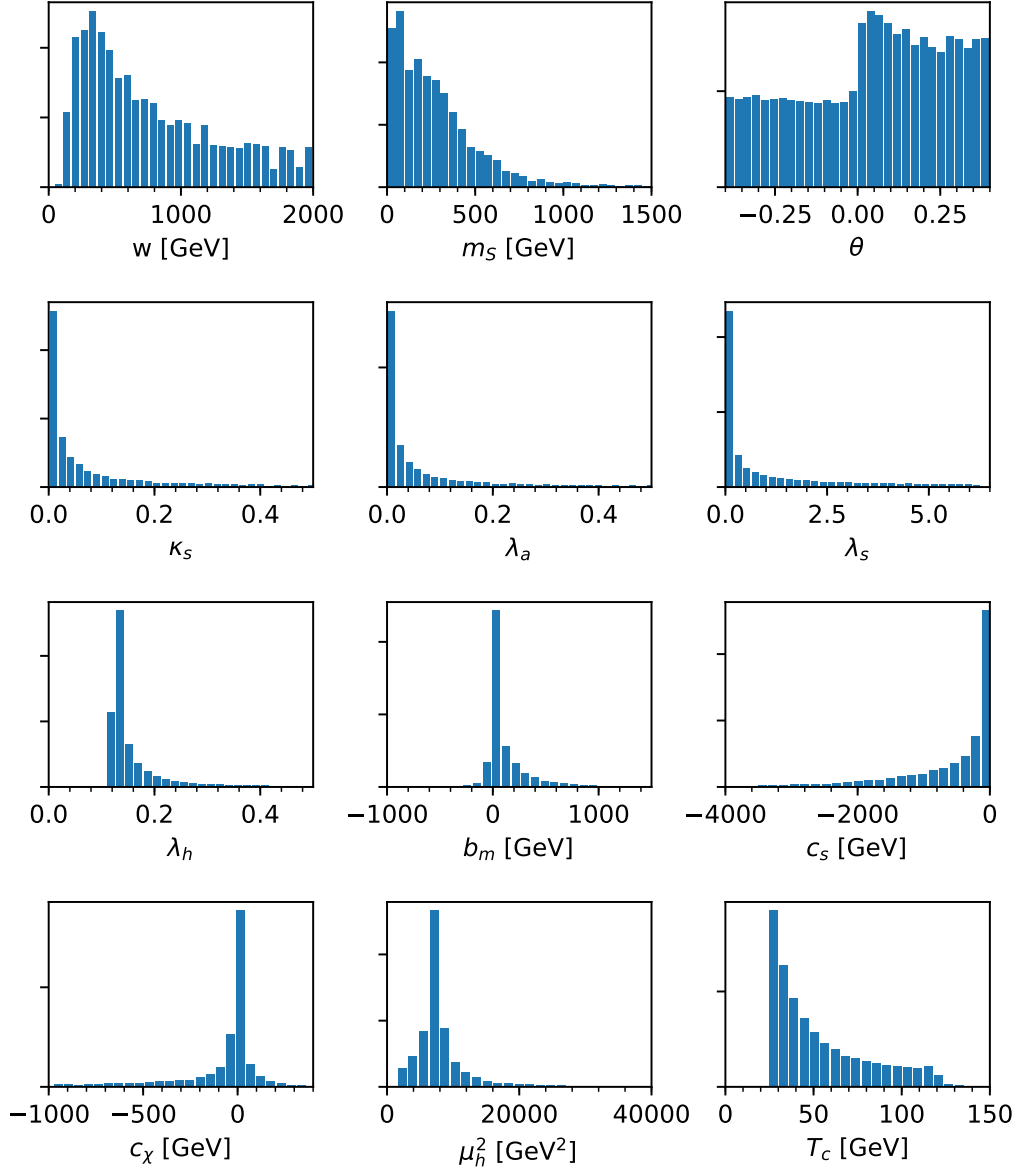 0 1000 2000
w [GeV]
0 500 1000 1500
m_S [GeV]
−0.25 0.00 0.25
θ
0.0 0.2 0.4
κ_s
0.0 0.2 0.4
λ_a
0.0 2.5 5.0
λ_s
0.0 0.2 0.4
λ_h
−1000 0 1000
b_m [GeV]
−4000 −2000 0
c_s [GeV]
−1000 −500 0
c_χ [GeV]
0 20000 40000
μ_h^2 [GeV^2]
0 50 100 150
T_c [GeV]